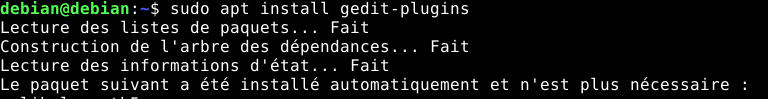 debian@debian:~$ sudo apt install gedit-plugins
Lecture des listes de paquets... Fait
Construction de l'arbre des dépendances... Fait
Lecture des informations d'état... Fait
Le paquet suivant a été installé automatiquement et n'est plus nécessaire :